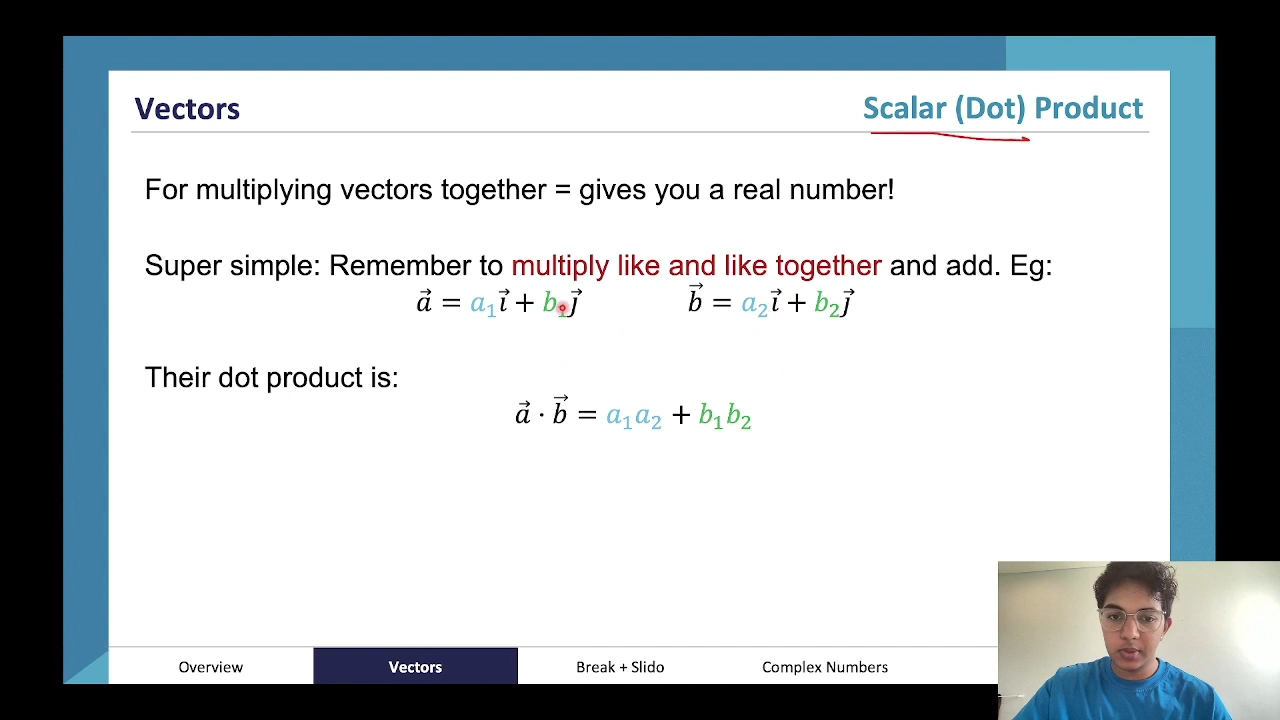 Vectors
Scalar (Dot) Product
For multiplying vectors together = gives you a real number!
Super simple: Remember to multiply like and like together and add. Eg:
a⃗ = a₁i⃗ + b₁j⃗    b⃗ = a₂i⃗ + b₂j⃗
Their dot product is:
a⃗ · b⃗ = a₁a₂ + b₁b₂
Overview
Vectors
Break + Slido
Complex Numbers